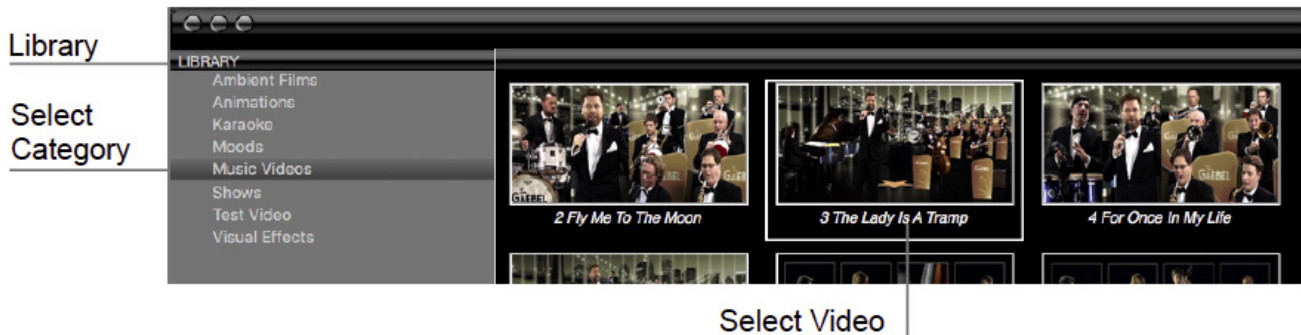 Library
LIBRARY
Ambient Films
Animations
Select
Category
Karaoke
Moods
Music Videos
Shows
Test Video
Visual Effects
GAEBEL
2 Fly Me To The Moon
3 The Lady Is A Tramp
4 For Once In My Life
Select Video